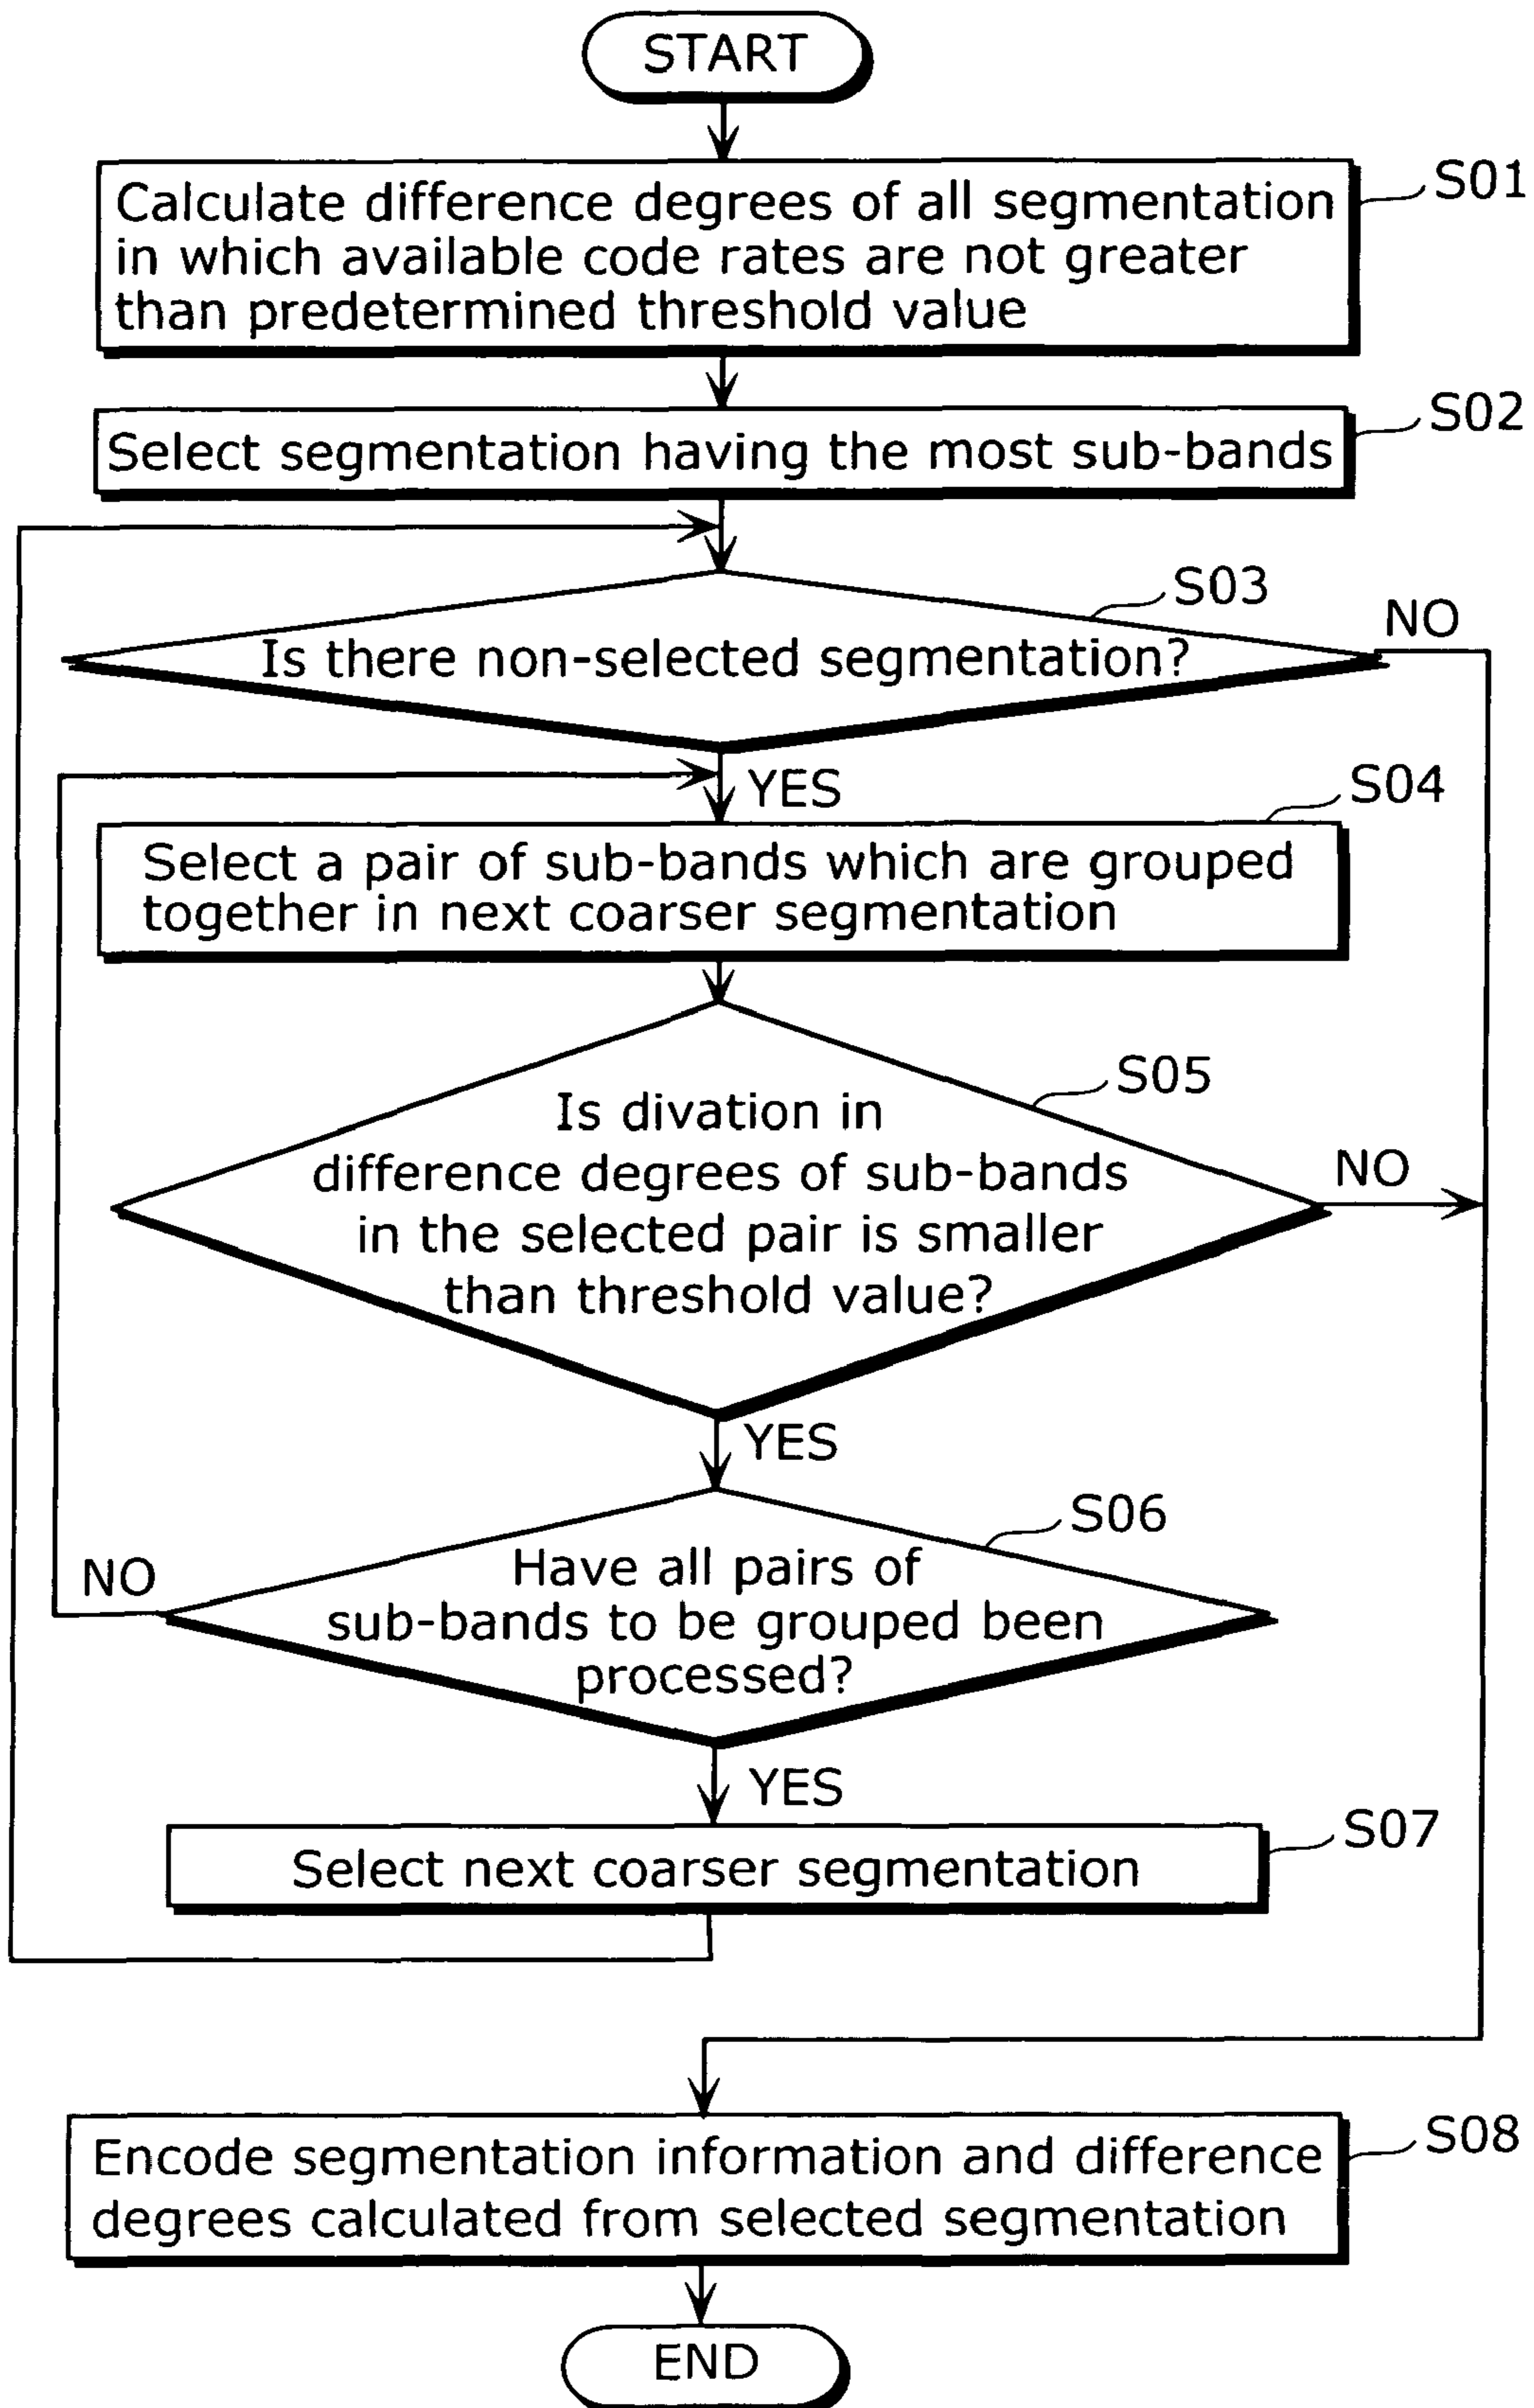 START
S01
Calculate difference degrees of all segmentation
in which available code rates are not greater
than predetermined threshold value
S02
Select segmentation having the most sub-bands
S03
NO
Is there non-selected segmentation?
YES
S04
Select a pair of sub-bands which are grouped
together in next coarser segmentation
S05
Is divation in
difference degrees of sub-bands
in the selected pair is smaller
than threshold value?
NO
YES
S06
NO
Have all pairs of
sub-bands to be grouped been
processed?
YES
S07
Select next coarser segmentation
S08
Encode segmentation information and difference
degrees calculated from selected segmentation
END